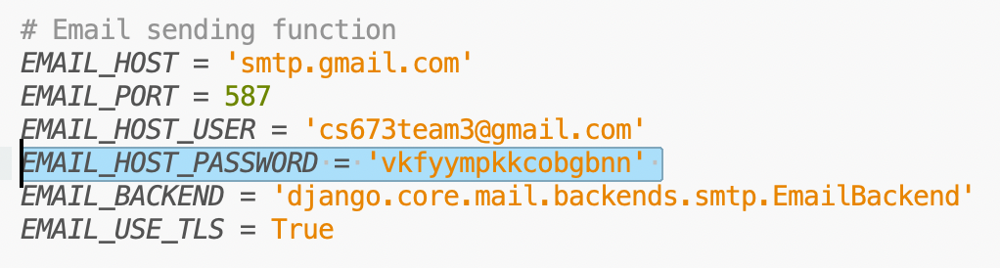 # Email sending function
EMAIL_HOST = 'smtp.gmail.com'
EMAIL_PORT = 587
EMAIL_HOST_USER = 'cs673team3@gmail.com'
EMAIL_HOST_PASSWORD = 'vkfyympkkcobgbnn'
EMAIL_BACKEND = 'django.core.mail.backends.smtp.EmailBackend'
EMAIL_USE_TLS = True